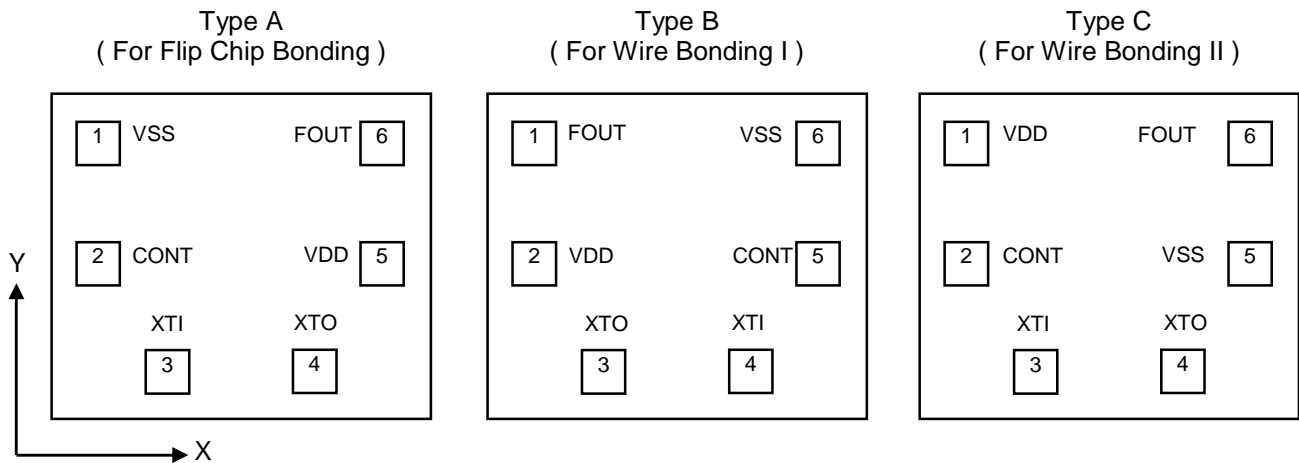 Type A
( For Flip Chip Bonding )
1 VSS FOUT 6
2 CONT VDD 5
XTI XTO
3 4
Type B
( For Wire Bonding I )
1 FOUT VSS 6
2 VDD CONT 5
XTO XTI
3 4
Type C
( For Wire Bonding II )
1 VDD FOUT 6
2 CONT VSS 5
XTI XTO
3 4
Y
X